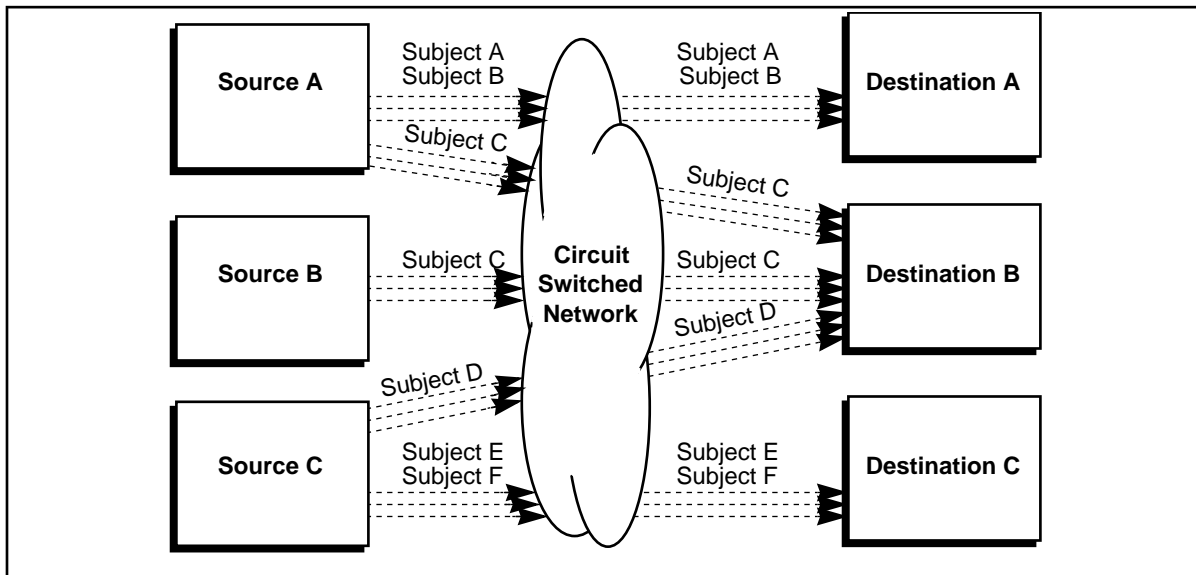 Source A
Subject A
Subject B
Subject C
Subject A
Subject B
Destination A
Subject C
Source B
Subject C
Circuit
Switched
Network
Subject C
Destination B
Subject D
Source C
Subject D
Subject E
Subject F
Subject E
Subject F
Destination C